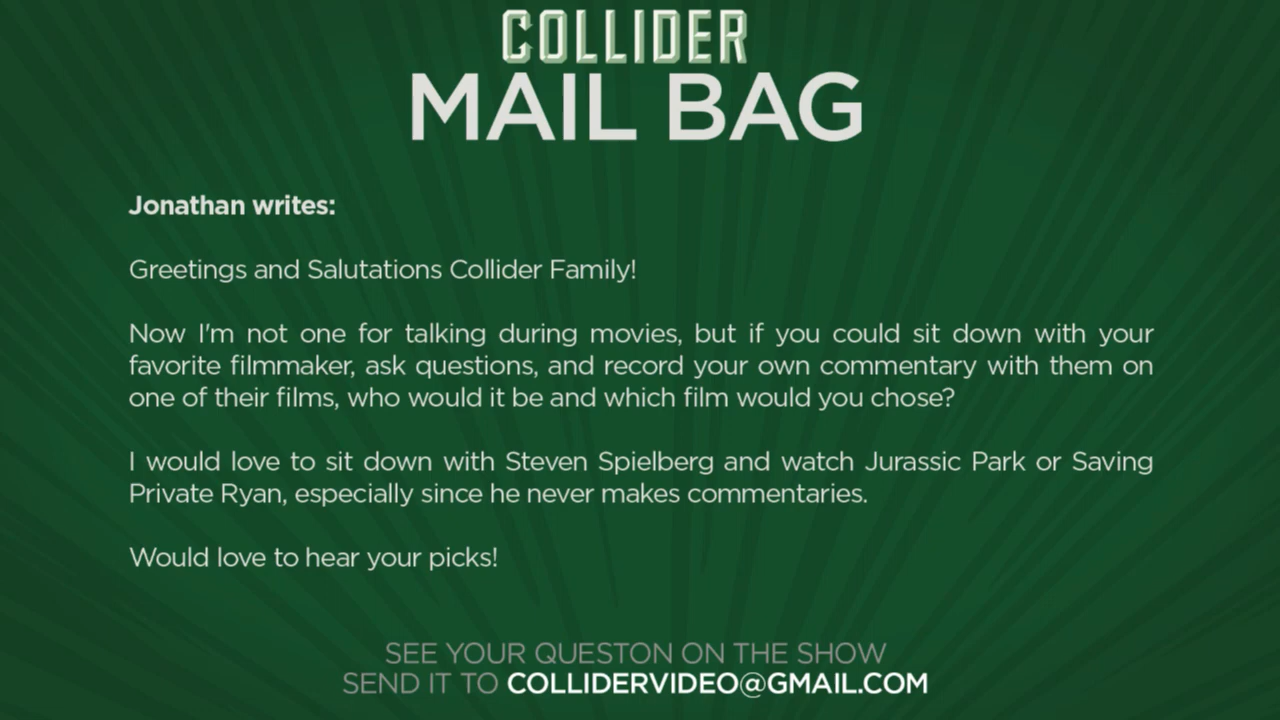 COLLIDER
MAIL BAG
Jonathan writes:
Greetings and Salutations Collider Family!
Now I'm not one for talking during movies, but if you could sit down with your
favorite filmmaker, ask questions, and record your own commentary with them on
one of their films, who would it be and which film would you chose?
I would love to sit down with Steven Spielberg and watch Jurassic Park or Saving
Private Ryan, especially since he never makes commentaries.
Would love to hear your picks!
SEE YOUR QUESTON ON THE SHOW
SEND IT TO COLLIDERVIDEO@GMAIL.COM